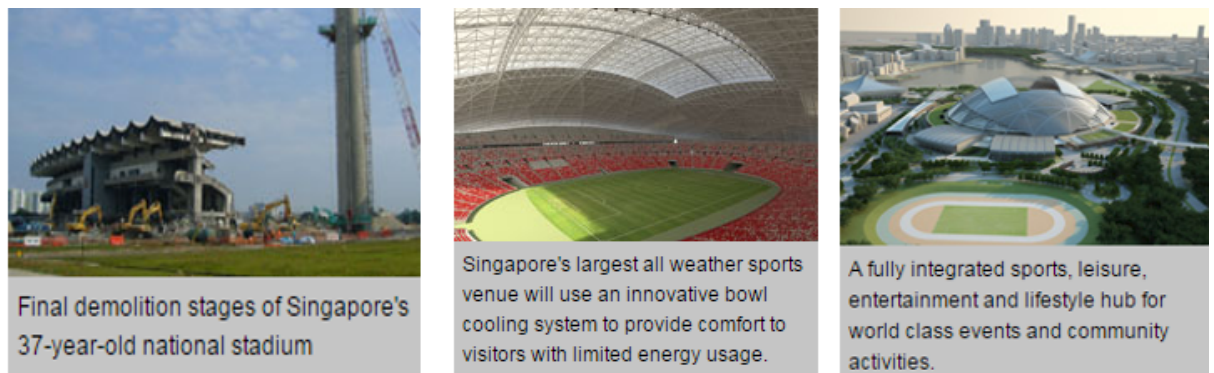 Final demolition stages of Singapore's
37-year-old national stadium
Singapore's largest all weather sports
venue will use an innovative bowl
cooling system to provide comfort to
visitors with limited energy usage.
A fully integrated sports, leisure,
entertainment and lifestyle hub for
world class events and community
activities.